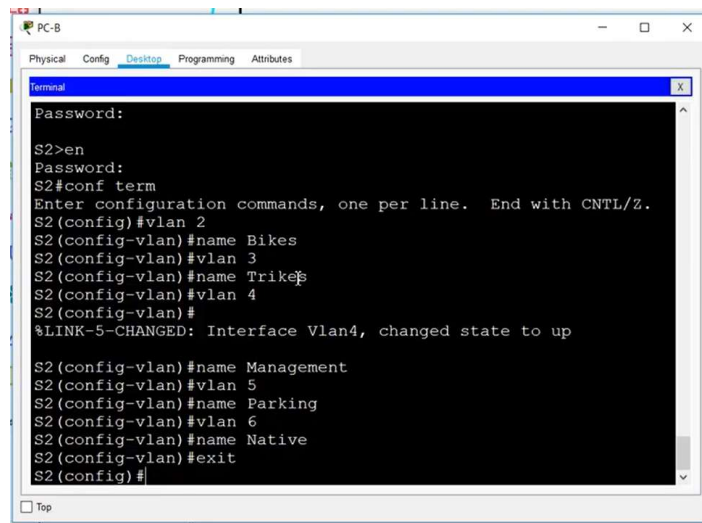 PC-B
Physical Config Desktop Programming Attributes
Terminal
X
Password:
S2>en
Password:
S2#conf term
Enter configuration commands, one per line.  End with CNTL/Z.
S2(config)#vlan 2
S2(config-vlan)#name Bikes
S2(config-vlan)#vlan 3
S2(config-vlan)#name Trikes
S2(config-vlan)#vlan 4
S2(config-vlan)#
%LINK-5-CHANGED: Interface Vlan4, changed state to up
S2(config-vlan)#name Management
S2(config-vlan)#vlan 5
S2(config-vlan)#name Parking
S2(config-vlan)#vlan 6
S2(config-vlan)#name Native
S2(config-vlan)#exit
S2(config)#
Top